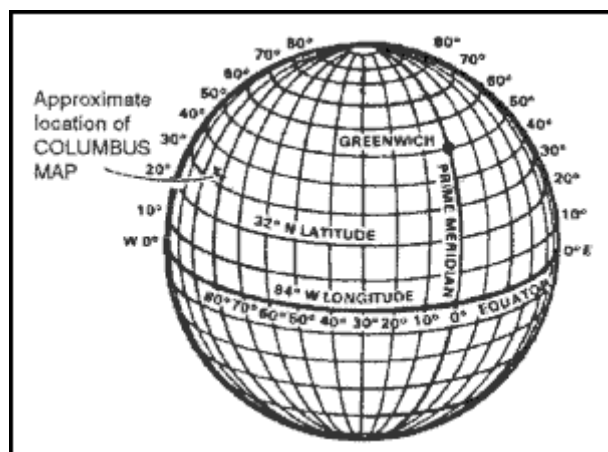 80°
70°
60°
50°
40°
30°
20°
10°
W 0°
80°
70°
60°
50°
40°
30°
20°
10°
0° E
Approximate
location of
COLUMBUS
MAP
GREENWICH
PRIME MERIDIAN
32° N LATITUDE
84° W LONGITUDE
EQUATOR
80° 70° 60° 50° 40° 30° 20° 10° 0°